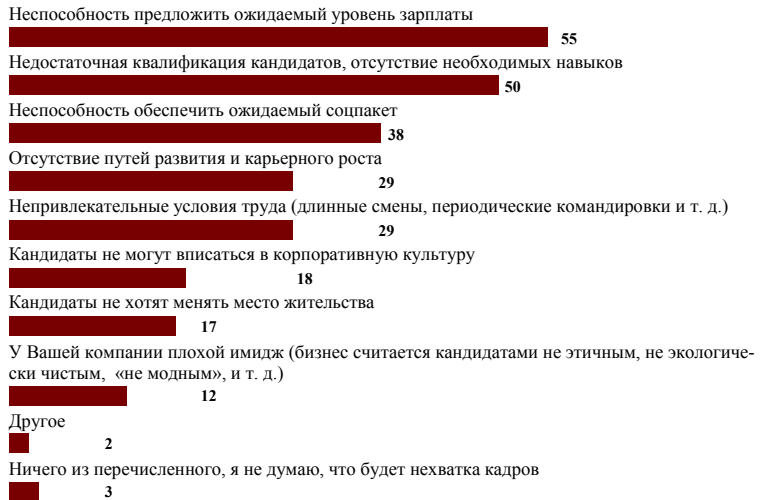 Неспособность предложить ожидаемый уровень зарплаты
55
Недостаточная квалификация кандидатов, отсутствие необходимых навыков
50
Неспособность обеспечить ожидаемый соцпакет
38
Отсутствие путей развития и карьерного роста
29
Непривлекательные условия труда (длинные смены, периодические командировки и т. д.)
29
Кандидаты не могут вписаться в корпоративную культуру
18
Кандидаты не хотят менять место жительства
17
У Вашей компании плохой имидж (бизнес считается кандидатами не этичным, не экологиче-
ски чистым, «не модным», и т. д.)
12
Другое
2
Ничего из перечисленного, я не думаю, что будет нехватка кадров
3